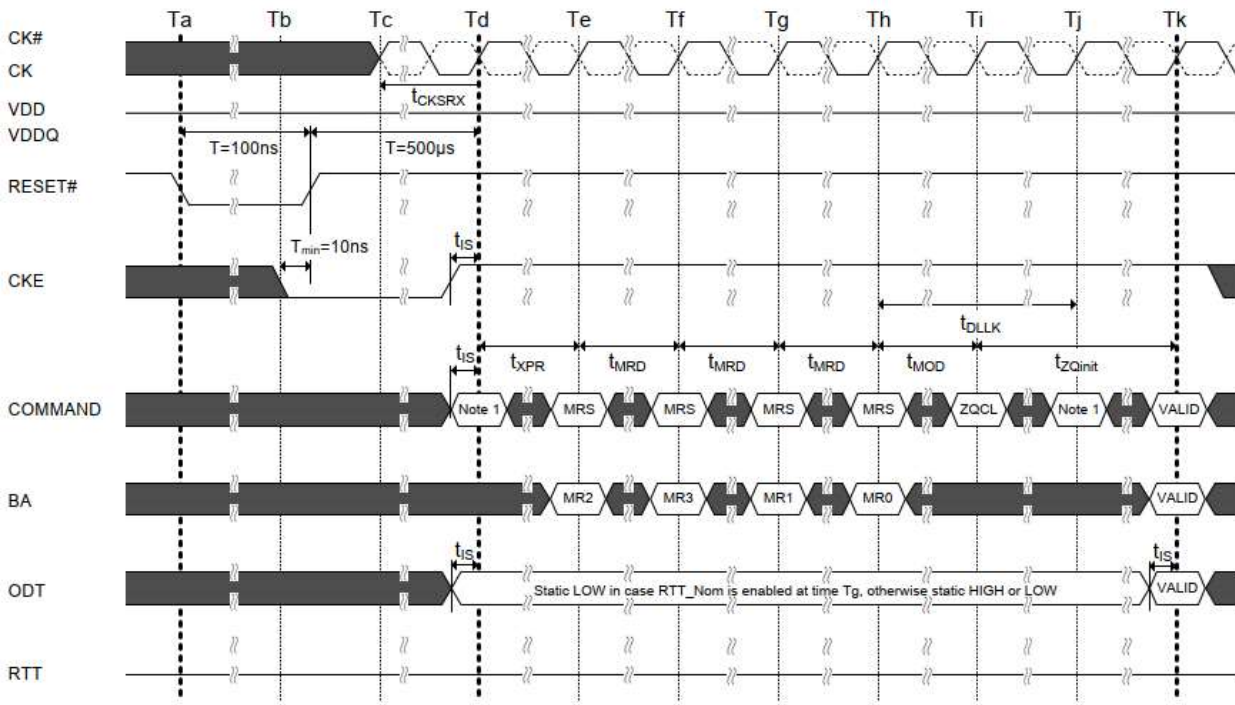 Ta Tb Tc Td Te Tf Tg Th Ti Tj Tk
CK#
CK
tCKSRX
VDD
VDDQ
T=100ns T=500µs
RESET#
Tmin=10ns tIS
CKE
tDLLK
tIS tXPR tMRD tMRD tMRD tMOD tZQinit
COMMAND Note 1 MRS MRS MRS MRS ZQCL Note 1 VALID
BA MR2 MR3 MR1 MR0 VALID
tIS tIS
ODT Static LOW in case RTT_Nom is enabled at time Tg, otherwise static HIGH or LOW VALID
RTT